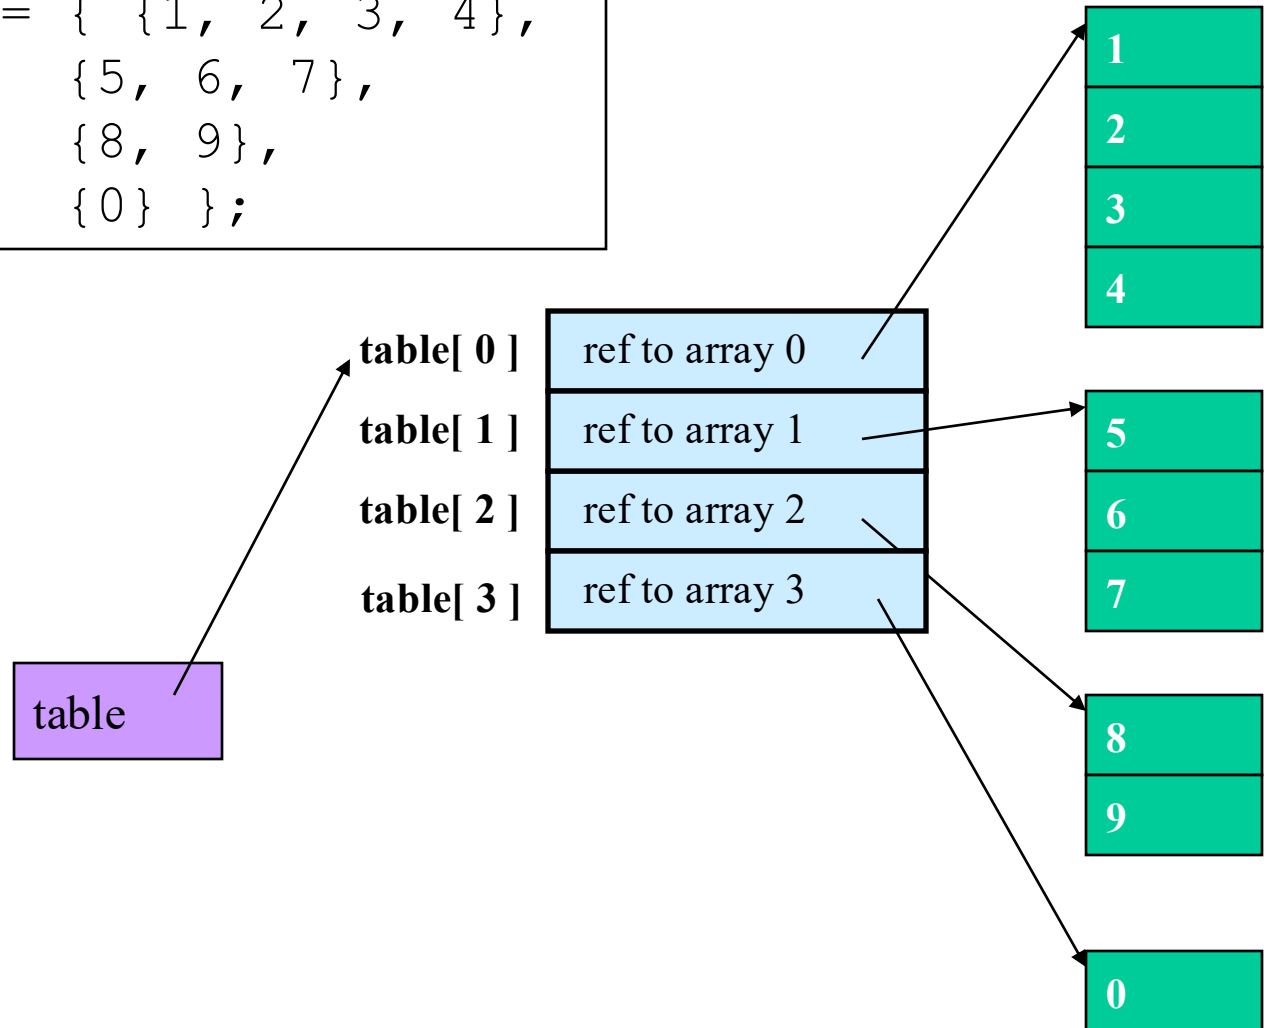 = { {1, 2, 3, 4},
{5, 6, 7},
{8, 9},
{0} };
table[ 0 ] ref to array 0
table[ 1 ] ref to array 1
table[ 2 ] ref to array 2
table[ 3 ] ref to array 3
table
1
2
3
4
5
6
7
8
9
0